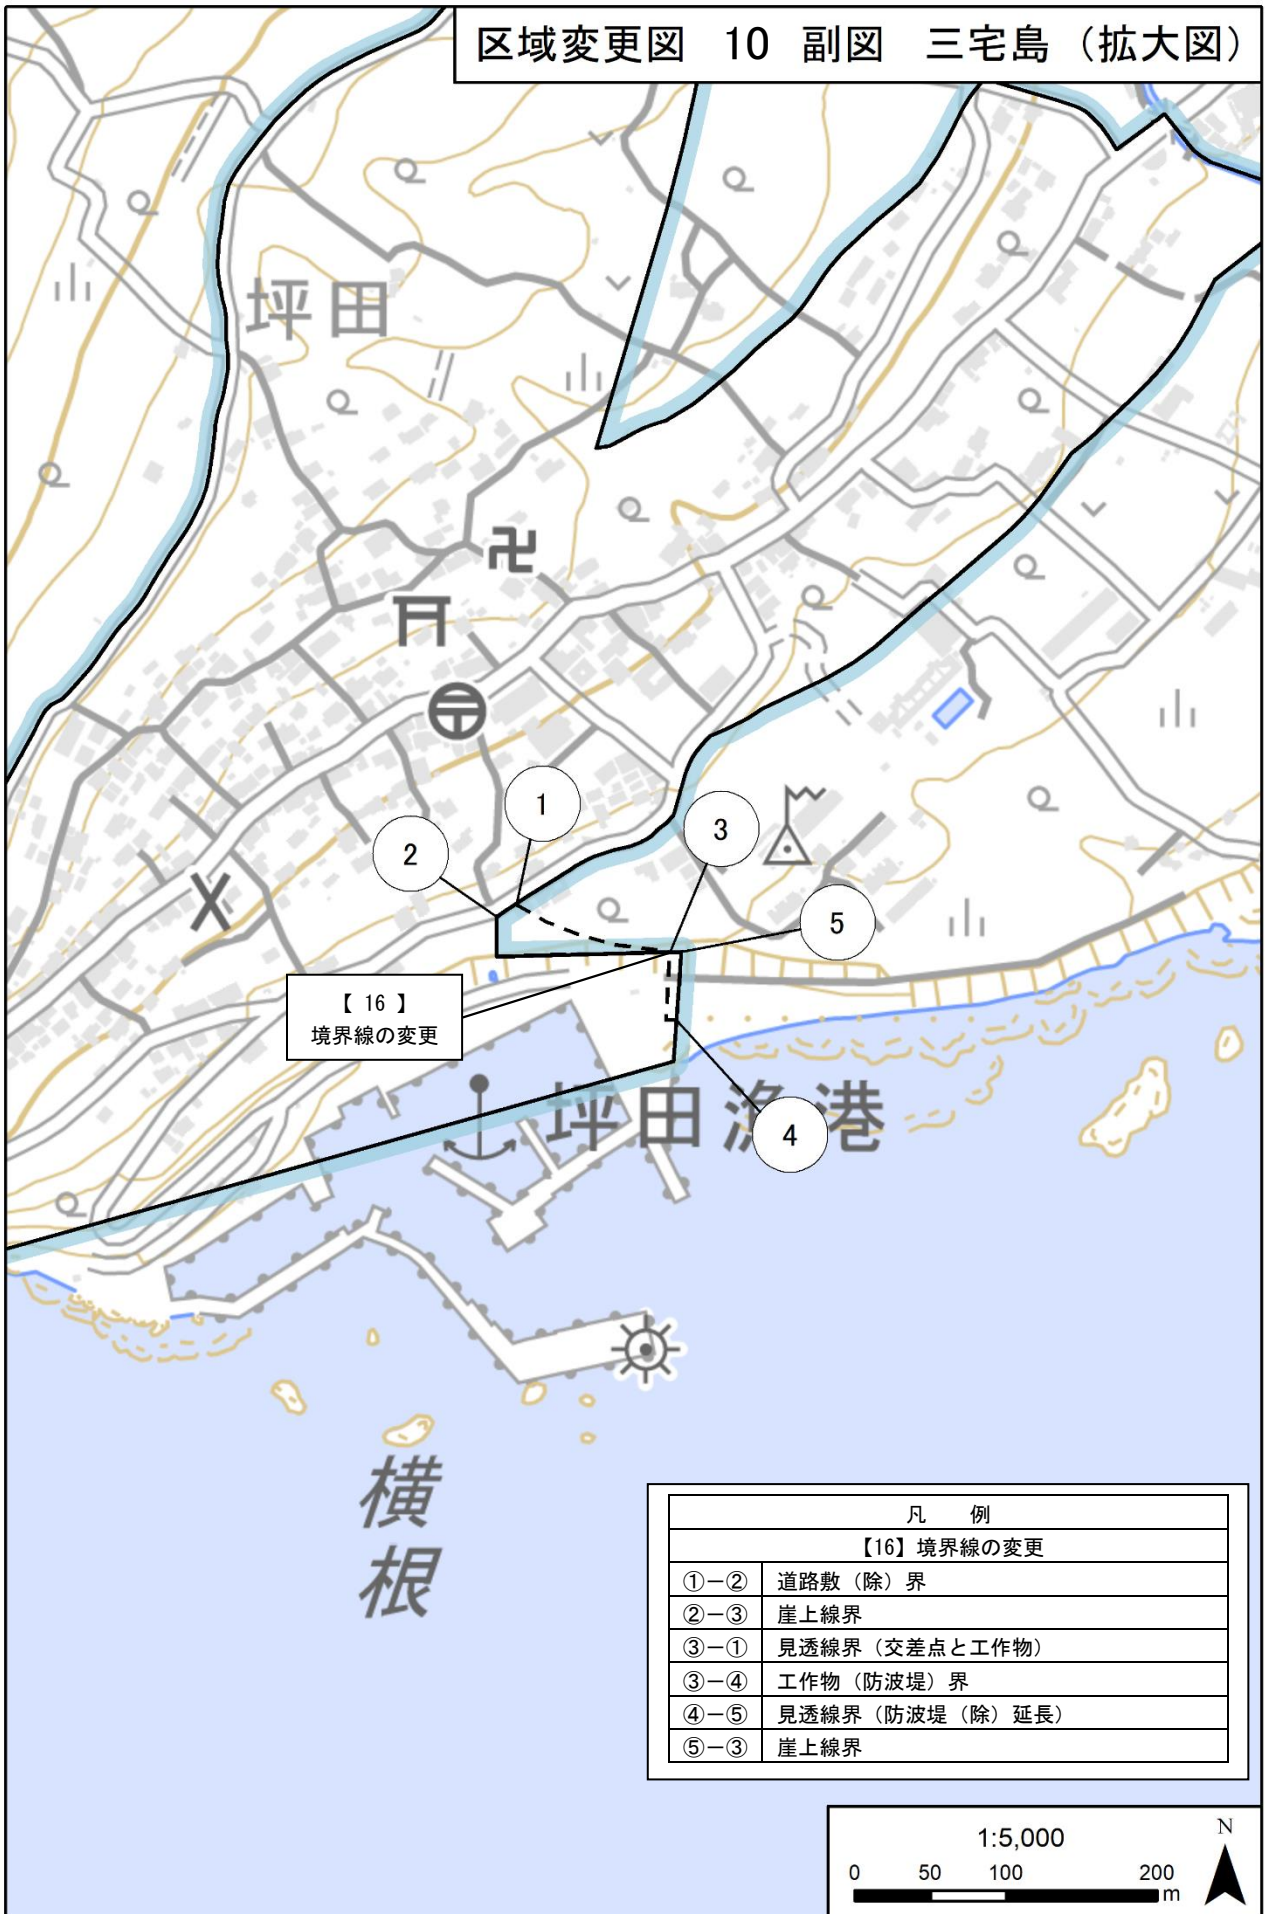 区域変更図 10 副図 三宅島（拡大図）
坪田
1
2
3
5
【 16 】
境界線の変更
坪田漁港
4
横根
凡 例
【16】境界線の変更
①－② 道路敷（除）界
②－③ 崖上線界
③－① 見透線界（交差点と工作物）
③－④ 工作物（防波堤）界
④－⑤ 見透線界（防波堤（除）延長）
⑤－③ 崖上線界
1:5,000
N
0 50 100 200
m